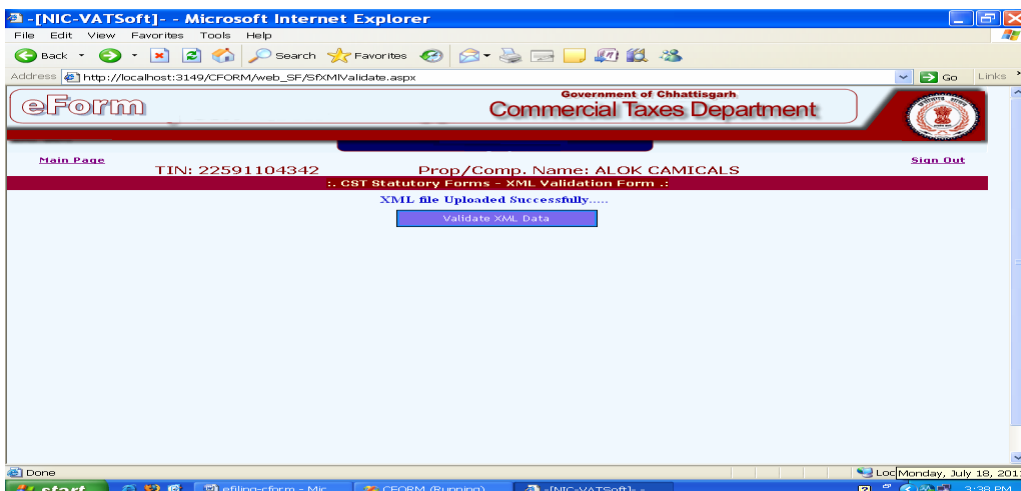 -[NIC-VATSoft]- - Microsoft Internet Explorer
File Edit View Favorites Tools Help
Back Search Favorites
Address http://localhost:3149/CFORM/web_SF/SfXMlValidate.aspx Go Links
eForm
Government of Chhattisgarh
Commercial Taxes Department
Main Page Sign Out
TIN: 22591104342 Prop/Comp. Name: ALOK CAMICALS
:. CST Statutory Forms - XML Validation Form .:
XML file Uploaded Successfully.....
Validate XML Data
Done Loc Monday, July 18, 201
start efiling-cform - Mic... CFORM (Running) ... -[NIC-VATSoft]- - ... 3:38 PM